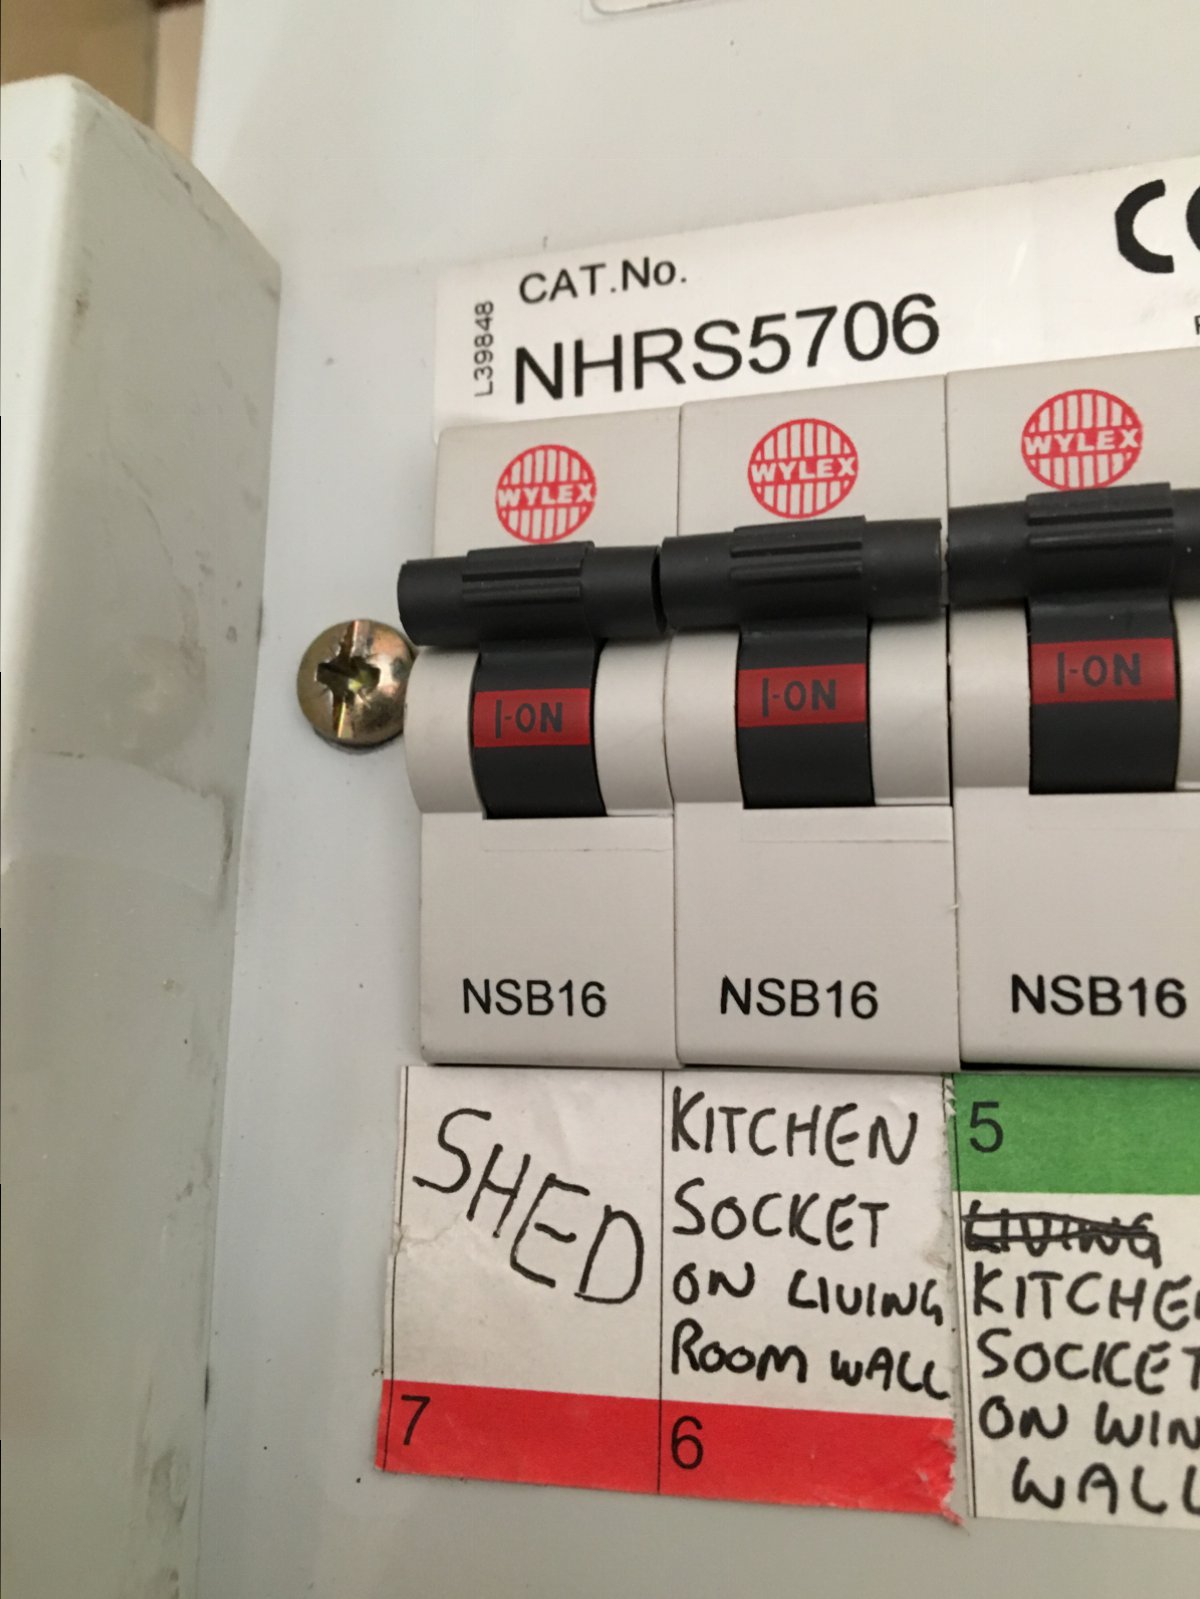 CAT.No.
L39848
NHRS5706
WYLEX
WYLEX
WYLEX
I-ON
I-ON
I-ON
NSB16
NSB16
NSB16
SHED
7
KITCHEN
SOCKET
ON LIVING
ROOM WALL
6
5
LIVING
KITCHEN
SOCKET
ON WIN
WALL